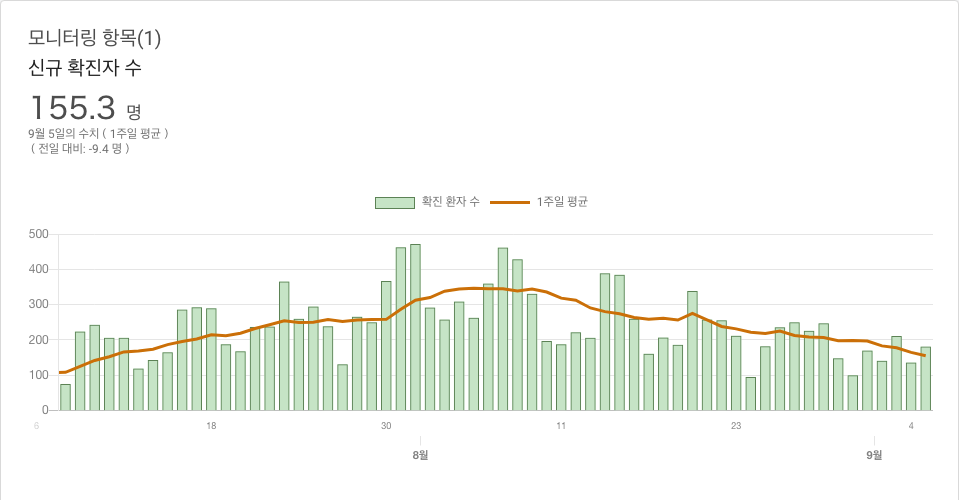 모니터링 항목(1)
신규 확진자 수
155.3 명
9월 5일의 수치 ( 1주일 평균 )
( 전일 대비: -9.4 명 )
확진 환자 수 1주일 평균
500
400
300
200
100
0
6 18 30 11 23 4
8월 9월